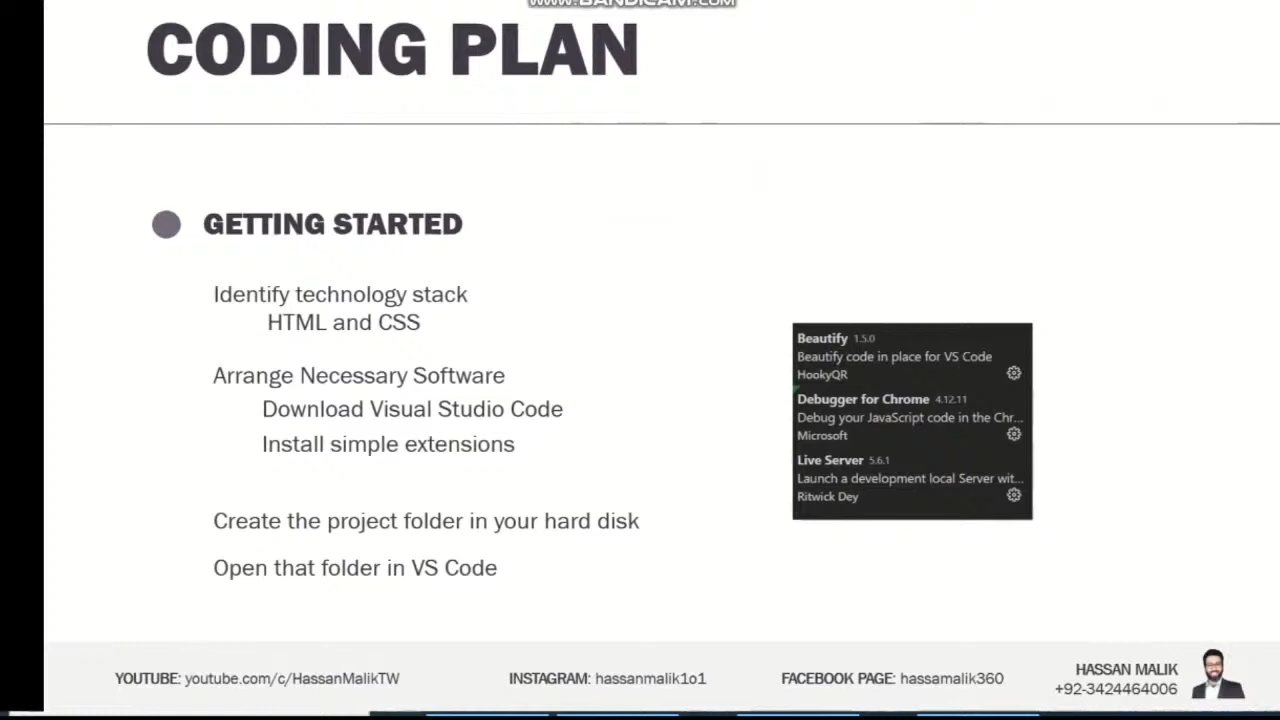 www.BANDICAM.com
CODING PLAN
GETTING STARTED
Identify technology stack
HTML and CSS
Arrange Necessary Software
Download Visual Studio Code
Install simple extensions
Create the project folder in your hard disk
Open that folder in VS Code
Beautify 1.5.0
Beautify code in place for VS Code
HookyQR
Debugger for Chrome 4.12.11
Debug your JavaScript code in the Chr...
Microsoft
Live Server 5.6.1
Launch a development local Server wit...
Ritwick Dey
YOUTUBE: youtube.com/c/HassanMalikTW
INSTAGRAM: hassanmalik1o1
FACEBOOK PAGE: hassamalik360
HASSAN MALIK
+92-3424464006